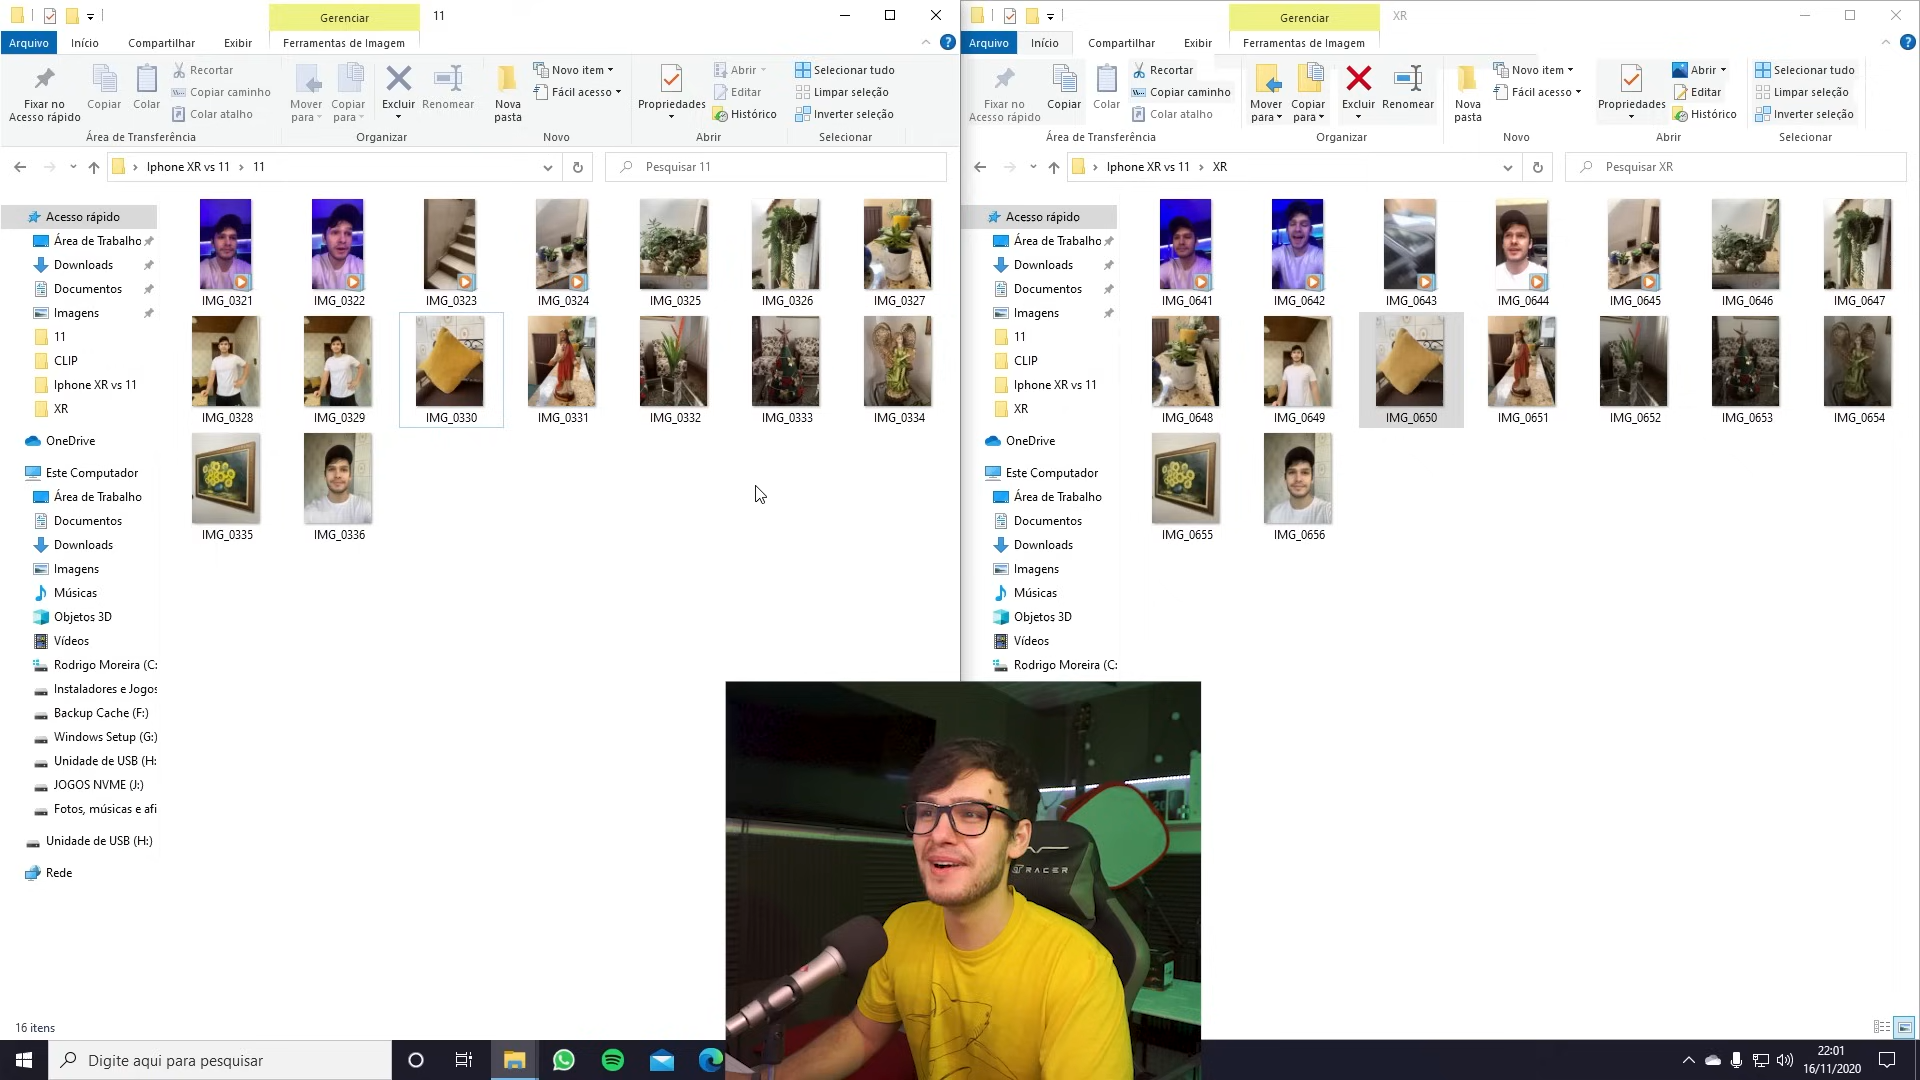 Gerenciar
11
Arquivo
Início
Compartilhar
Exibir
Ferramentas de Imagem
Fixar no
Acesso rápido
Copiar
Colar
Recortar
Copiar caminho
Colar atalho
Área de Transferência
Mover
para
Copiar
para
Excluir
Renomear
Organizar
Nova
pasta
Novo item
Fácil acesso
Novo
Propriedades
Abrir
Editar
Histórico
Abrir
Selecionar tudo
Limpar seleção
Inverter seleção
Selecionar
Iphone XR vs 11 › 11
Pesquisar 11
Acesso rápido
Área de Trabalho
Downloads
Documentos
Imagens
11
CLIP
Iphone XR vs 11
XR
OneDrive
Este Computador
Área de Trabalho
Documentos
Downloads
Imagens
Músicas
Objetos 3D
Vídeos
Rodrigo Moreira (C:
Instaladores e Jogos
Backup Cache (F:)
Windows Setup (G:)
Unidade de USB (H:
JOGOS NVME (J:)
Fotos, músicas e afi
Unidade de USB (H:)
Rede
IMG_0321
IMG_0322
IMG_0323
IMG_0324
IMG_0325
IMG_0326
IMG_0327
IMG_0328
IMG_0329
IMG_0330
IMG_0331
IMG_0332
IMG_0333
IMG_0334
IMG_0335
IMG_0336
16 itens
Gerenciar
XR
Arquivo
Início
Compartilhar
Exibir
Ferramentas de Imagem
Fixar no
Acesso rápido
Copiar
Colar
Recortar
Copiar caminho
Colar atalho
Área de Transferência
Mover
para
Copiar
para
Excluir
Renomear
Organizar
Nova
pasta
Novo item
Fácil acesso
Novo
Propriedades
Abrir
Editar
Histórico
Abrir
Selecionar tudo
Limpar seleção
Inverter seleção
Selecionar
Iphone XR vs 11 › XR
Pesquisar XR
Acesso rápido
Área de Trabalho
Downloads
Documentos
Imagens
11
CLIP
Iphone XR vs 11
XR
OneDrive
Este Computador
Área de Trabalho
Documentos
Downloads
Imagens
Músicas
Objetos 3D
Vídeos
Rodrigo Moreira (C:
IMG_0641
IMG_0642
IMG_0643
IMG_0644
IMG_0645
IMG_0646
IMG_0647
IMG_0648
IMG_0649
IMG_0650
IMG_0651
IMG_0652
IMG_0653
IMG_0654
IMG_0655
IMG_0656
Digite aqui para pesquisar
22:01
16/11/2020